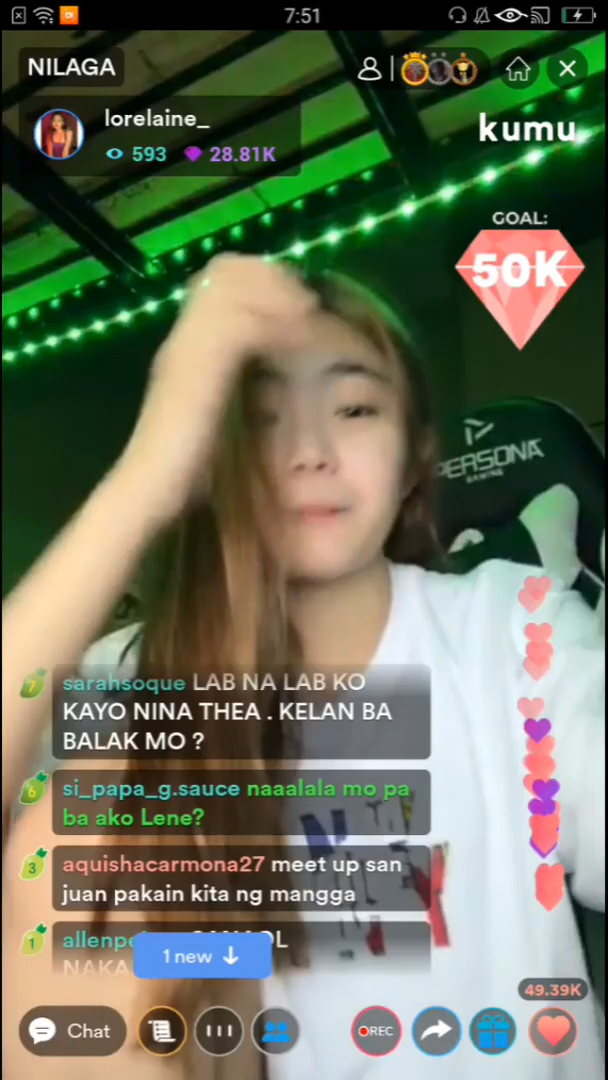 7:51
NILAGA
lorelaine_
593 28.81K
kumu
GOAL:
50K
PERSONA
GAMING
7 sarahsoque LAB NA LAB KO
KAYO NINA THEA . KELAN BA
BALAK MO ?
6 si_papa_g.sauce naaalala mo pa
ba ako Lene?
3 aquishacarmona27 meet up san
juan pakain kita ng mangga
1
1 new
49.39K
Chat
REC